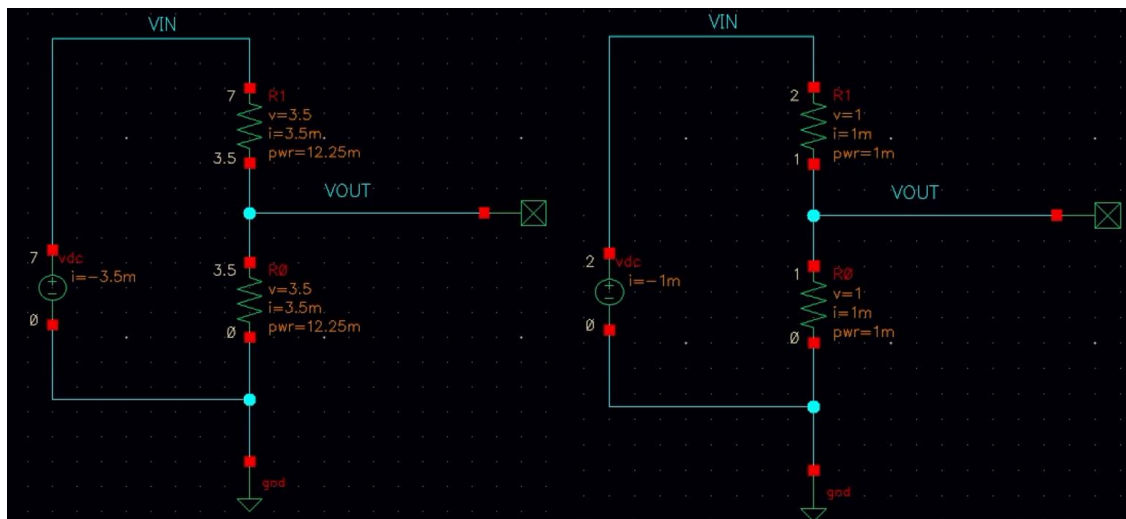 VIN
7
R1
v=3.5
i=3.5m
3.5
pwr=12.25m
VOUT
7
vdc
i=-3.5m
0
3.5
R0
v=3.5
i=3.5m
0
pwr=12.25m
gnd
VIN
2
R1
v=1
i=1m
1
pwr=1m
VOUT
2
vdc
i=-1m
0
1
R0
v=1
i=1m
0
pwr=1m
gnd